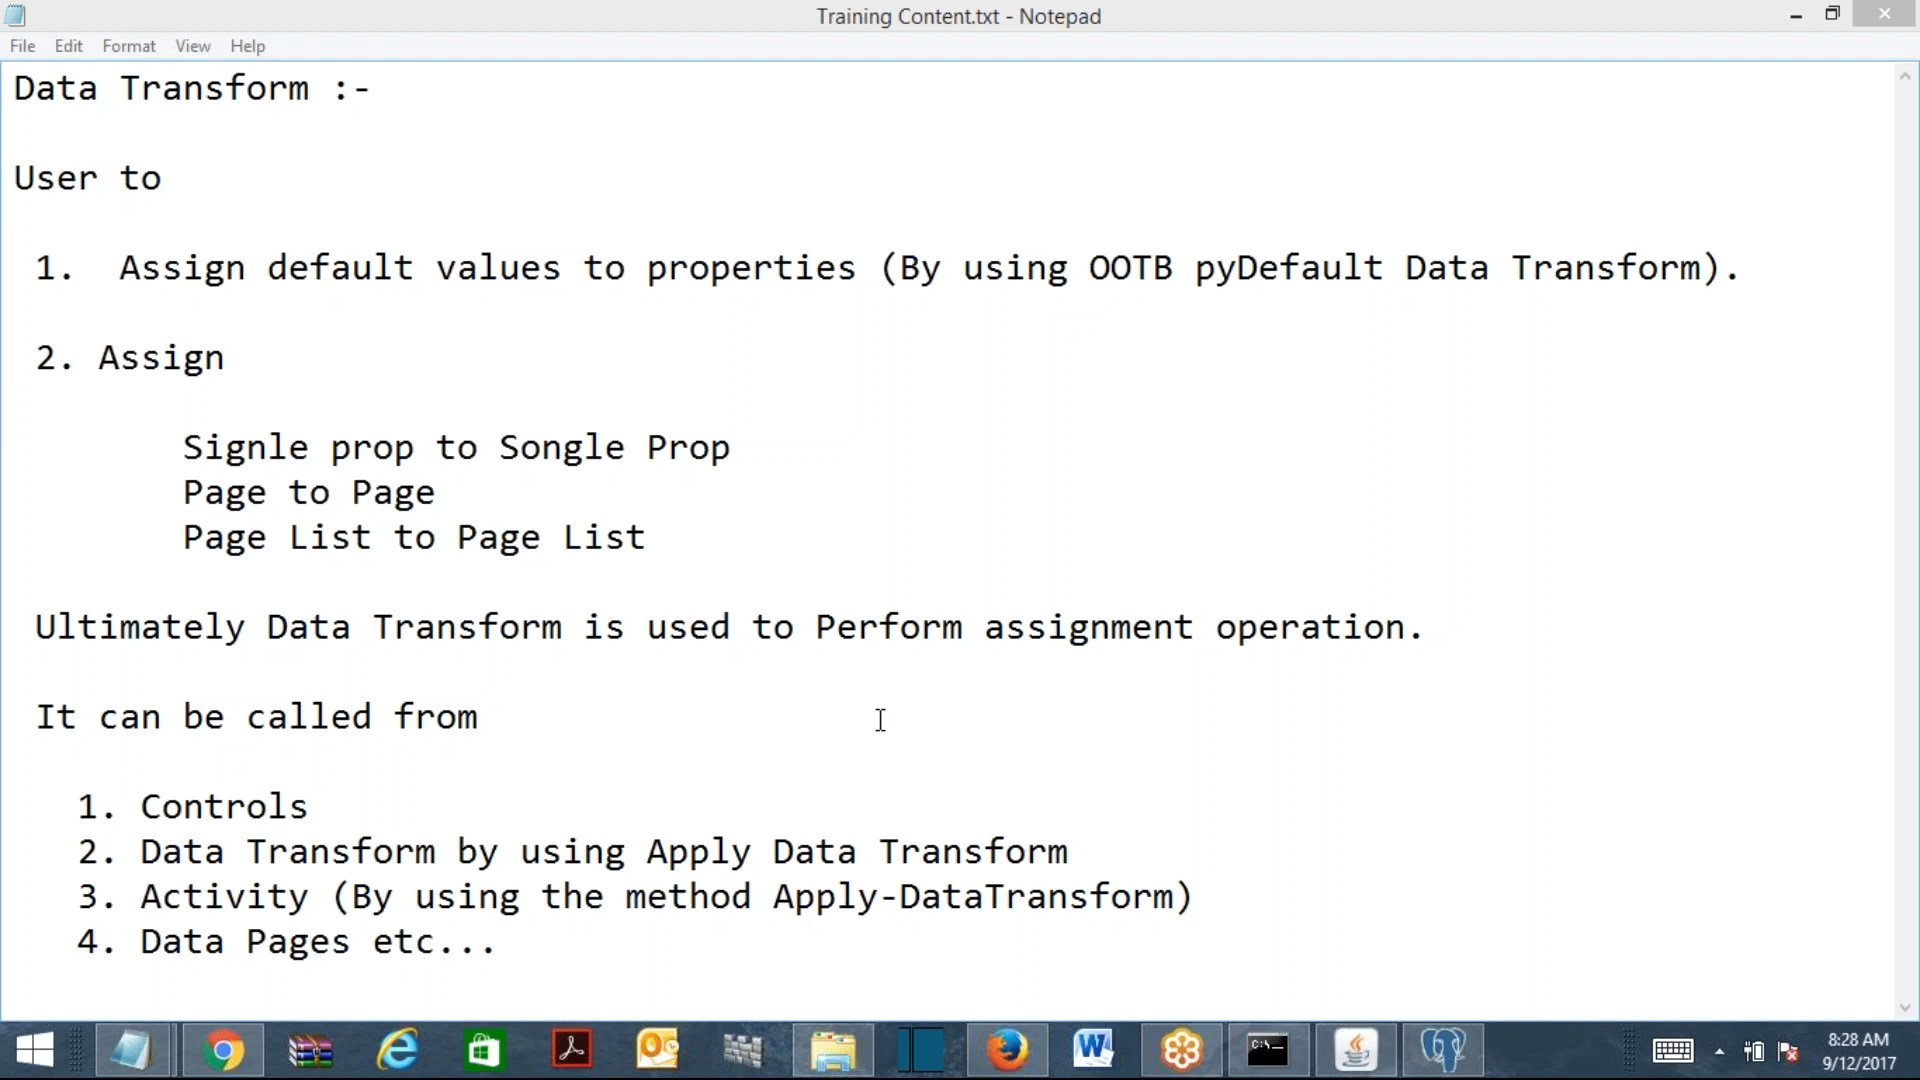 Training Content.txt - Notepad
File Edit Format View Help
Data Transform :-
User to
1. Assign default values to properties (By using OOTB pyDefault Data Transform).
2. Assign
Signle prop to Songle Prop
Page to Page
Page List to Page List
Ultimately Data Transform is used to Perform assignment operation.
It can be called from
1. Controls
2. Data Transform by using Apply Data Transform
3. Activity (By using the method Apply-DataTransform)
4. Data Pages etc...
8:28 AM
9/12/2017